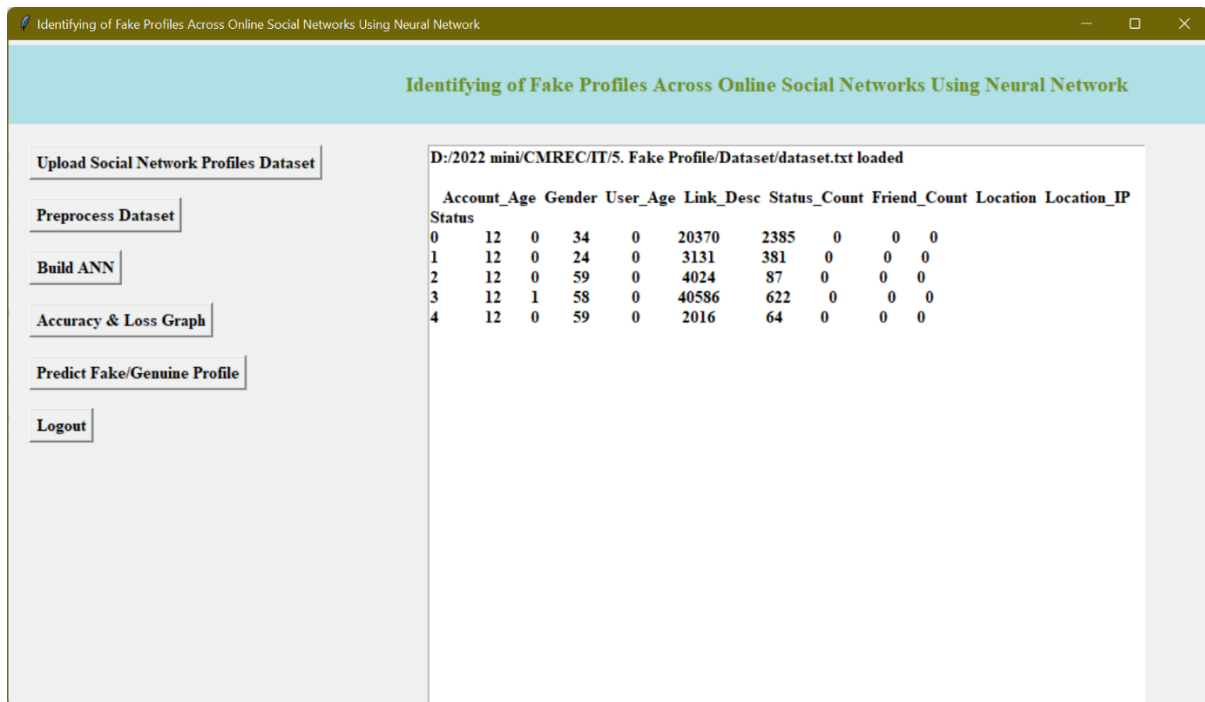 Identifying of Fake Profiles Across Online Social Networks Using Neural Network
Identifying of Fake Profiles Across Online Social Networks Using Neural Network
Upload Social Network Profiles Dataset
Preprocess Dataset
Build ANN
Accuracy & Loss Graph
Predict Fake/Genuine Profile
Logout
D:/2022 mini/CMREC/IT/5. Fake Profile/Dataset/dataset.txt loaded
Account_Age Gender User_Age Link_Desc Status_Count Friend_Count Location Location_IP
Status
0 12 0 34 0 20370 2385 0 0 0
1 12 0 24 0 3131 381 0 0 0
2 12 0 59 0 4024 87 0 0 0
3 12 1 58 0 40586 622 0 0 0
4 12 0 59 0 2016 64 0 0 0